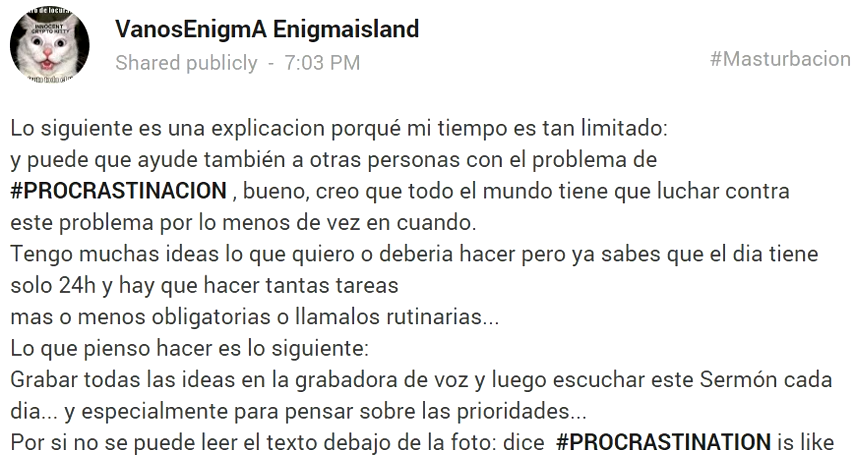 INNOCENT
CRYPTO KITTY
VanosEnigmA Enigmaisland
Shared publicly - 7:03 PM
#Masturbacion
Lo siguiente es una explicacion porqué mi tiempo es tan limitado:
y puede que ayude también a otras personas con el problema de
#PROCRASTINACION , bueno, creo que todo el mundo tiene que luchar contra
este problema por lo menos de vez en cuando.
Tengo muchas ideas lo que quiero o deberia hacer pero ya sabes que el dia tiene
solo 24h y hay que hacer tantas tareas
mas o menos obligatorias o llamalos rutinarias...
Lo que pienso hacer es lo siguiente:
Grabar todas las ideas en la grabadora de voz y luego escuchar este Sermón cada
dia... y especialmente para pensar sobre las prioridades...
Por si no se puede leer el texto debajo de la foto: dice #PROCRASTINATION is like